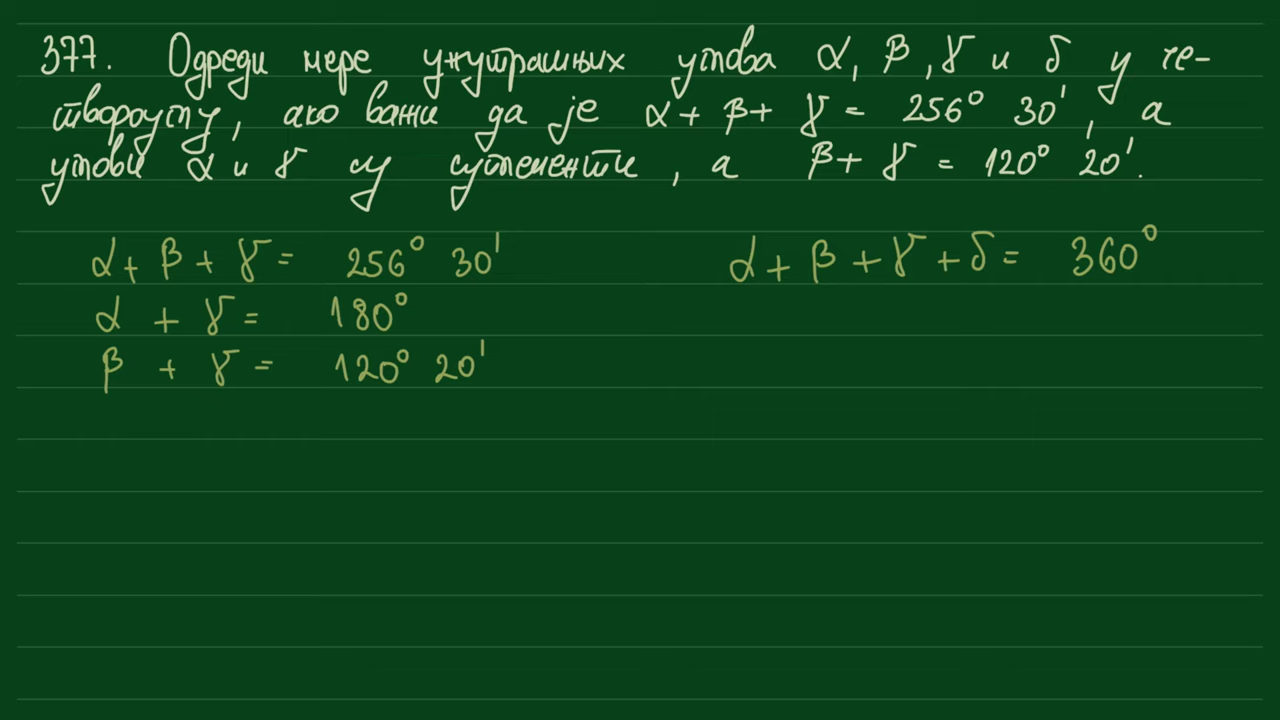 377. Одреди мере унутрашњих углова α, β, γ и δ у че-
твороуглу, ако важи да је α + β + γ = 256° 30', а
углови α и γ су суплементни, а β + γ = 120° 20'.
α + β + γ = 256° 30' α + β + γ + δ = 360°
α + γ = 180°
β + γ = 120° 20'